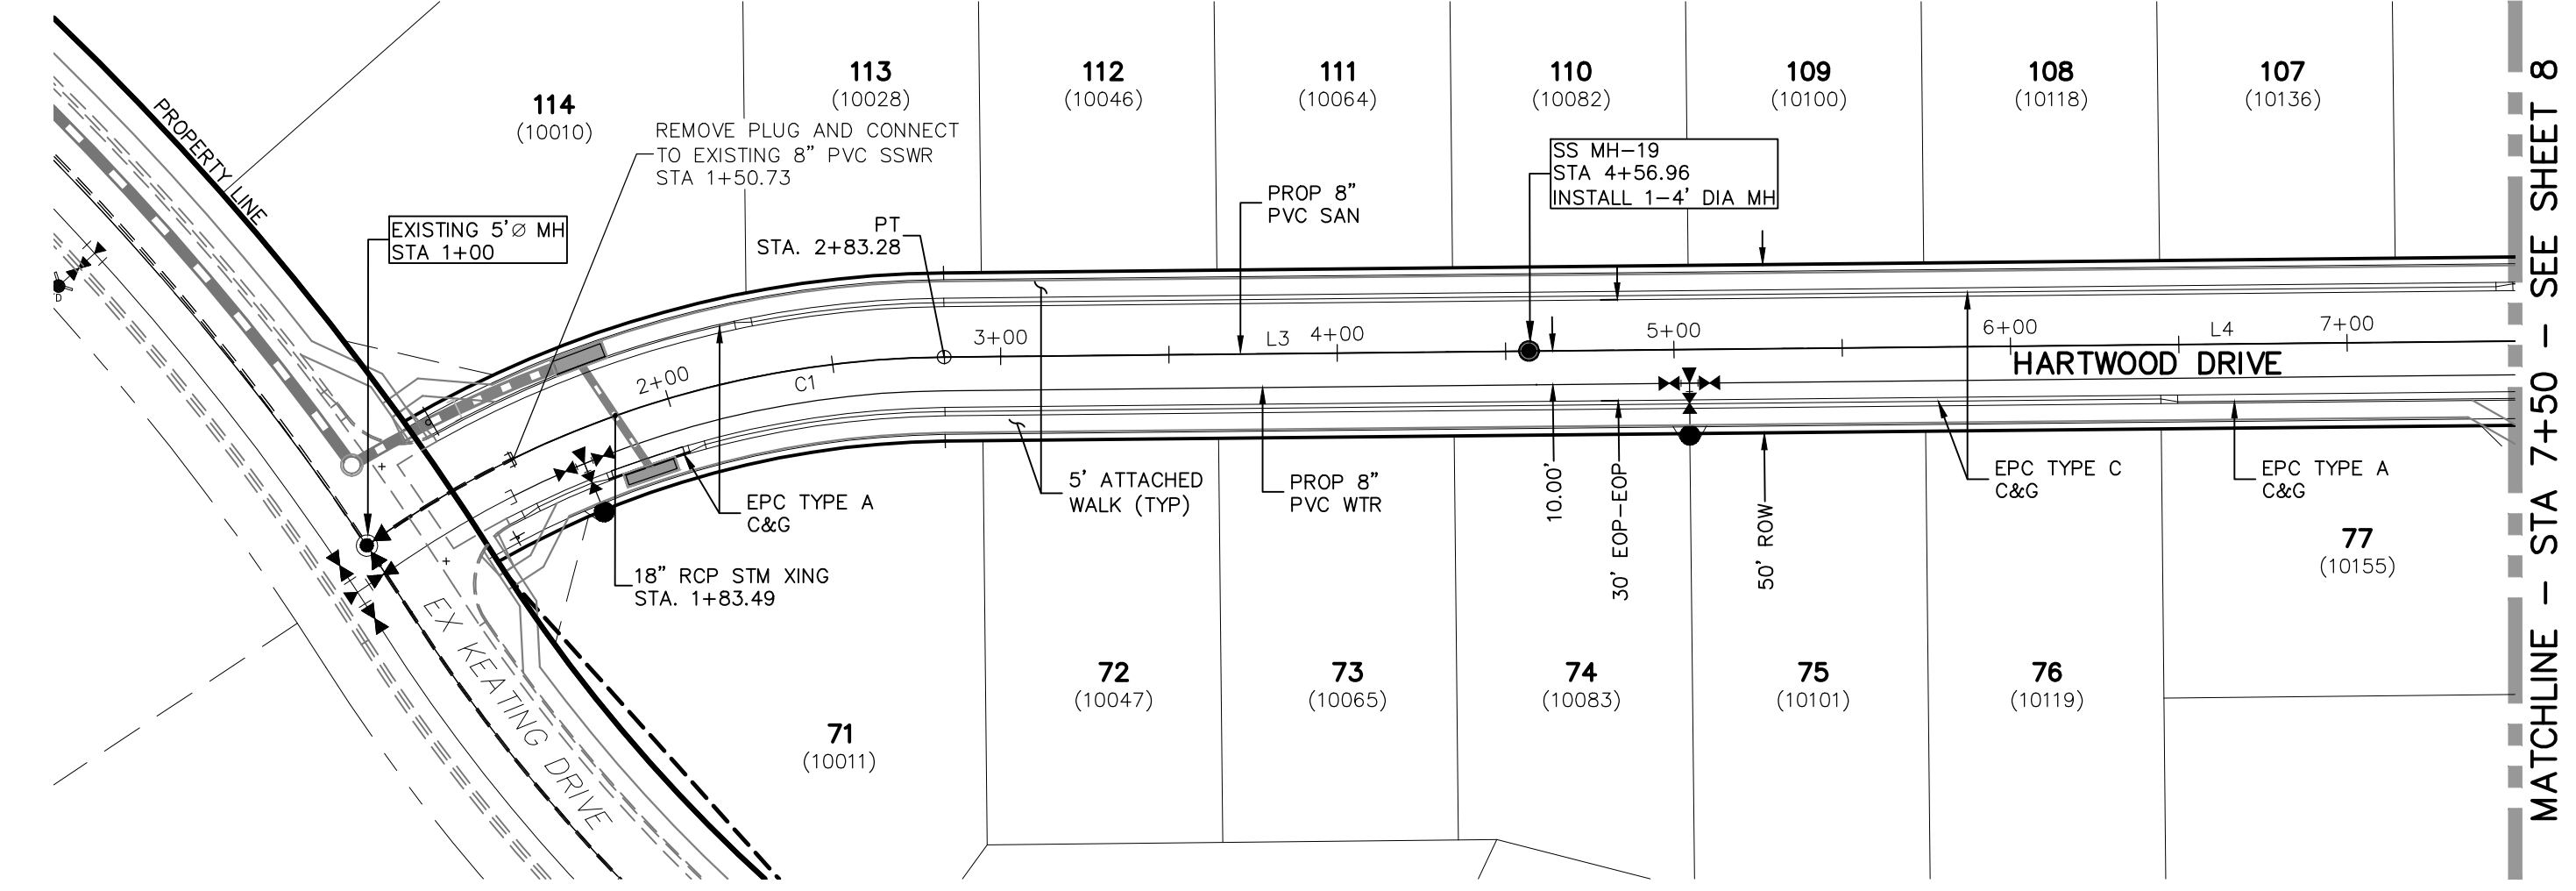 114
(10010)
113
(10028)
112
(10046)
111
(10064)
110
(10082)
109
(10100)
108
(10118)
107
(10136)
PROPERTY LINE
REMOVE PLUG AND CONNECT
TO EXISTING 8" PVC SSWR
STA 1+50.73
EXISTING 5'∅ MH
STA 1+00
PT
STA. 2+83.28
PROP 8"
PVC SAN
SS MH-19
STA 4+56.96
INSTALL 1-4' DIA MH
2+00
C1
3+00
L3
4+00
5+00
6+00
L4
7+00
HARTWOOD DRIVE
EPC TYPE A
C&G
5' ATTACHED
WALK (TYP)
PROP 8"
PVC WTR
10.00'
30' EOP-EOP
50' ROW
EPC TYPE C
C&G
EPC TYPE A
C&G
18" RCP STM XING
STA. 1+83.49
EX KEATING DRIVE
71
(10011)
72
(10047)
73
(10065)
74
(10083)
75
(10101)
76
(10119)
77
(10155)
MATCHLINE - STA 7+50 - SEE SHEET 8